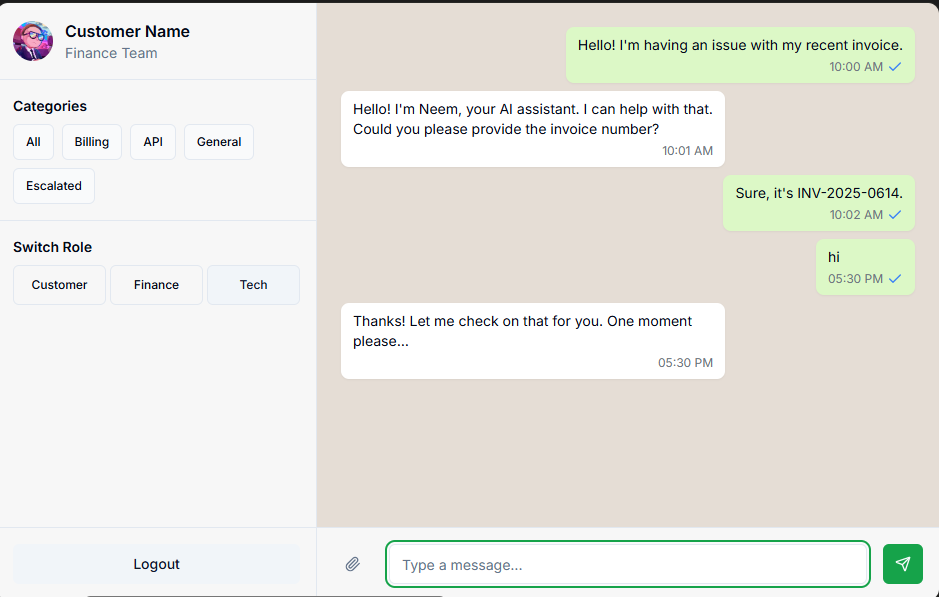 Customer Name
Finance Team
Categories
All
Billing
API
General
Escalated
Switch Role
Customer
Finance
Tech
Logout
Hello! I'm having an issue with my recent invoice.
10:00 AM
Hello! I'm Neem, your AI assistant. I can help with that.
Could you please provide the invoice number?
10:01 AM
Sure, it's INV-2025-0614.
10:02 AM
hi
05:30 PM
Thanks! Let me check on that for you. One moment
please...
05:30 PM
Type a message...